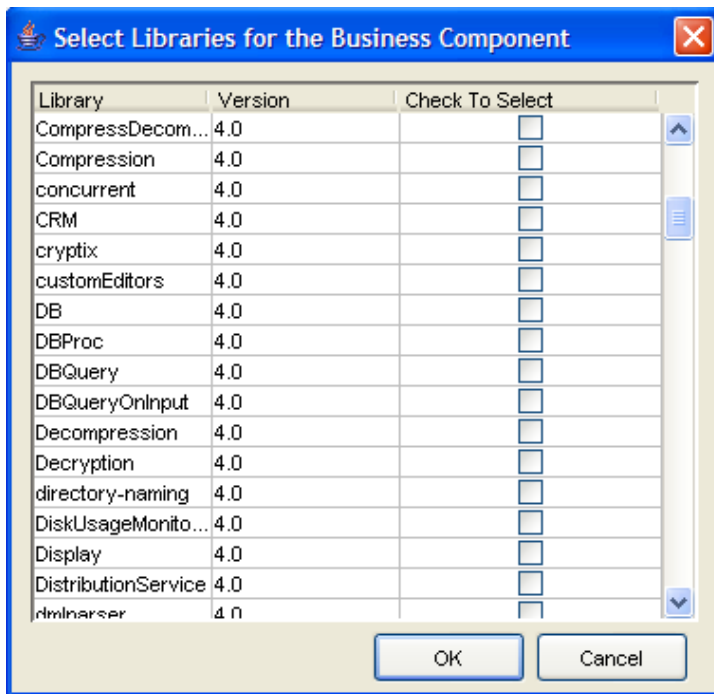 Select Libraries for the Business Component
Library Version Check To Select
CompressDecom... 4.0
Compression 4.0
concurrent 4.0
CRM 4.0
cryptix 4.0
customEditors 4.0
DB 4.0
DBProc 4.0
DBQuery 4.0
DBQueryOnInput 4.0
Decompression 4.0
Decryption 4.0
directory-naming 4.0
DiskUsageMonito... 4.0
Display 4.0
DistributionService 4.0
dmlparser 4.0
OK Cancel